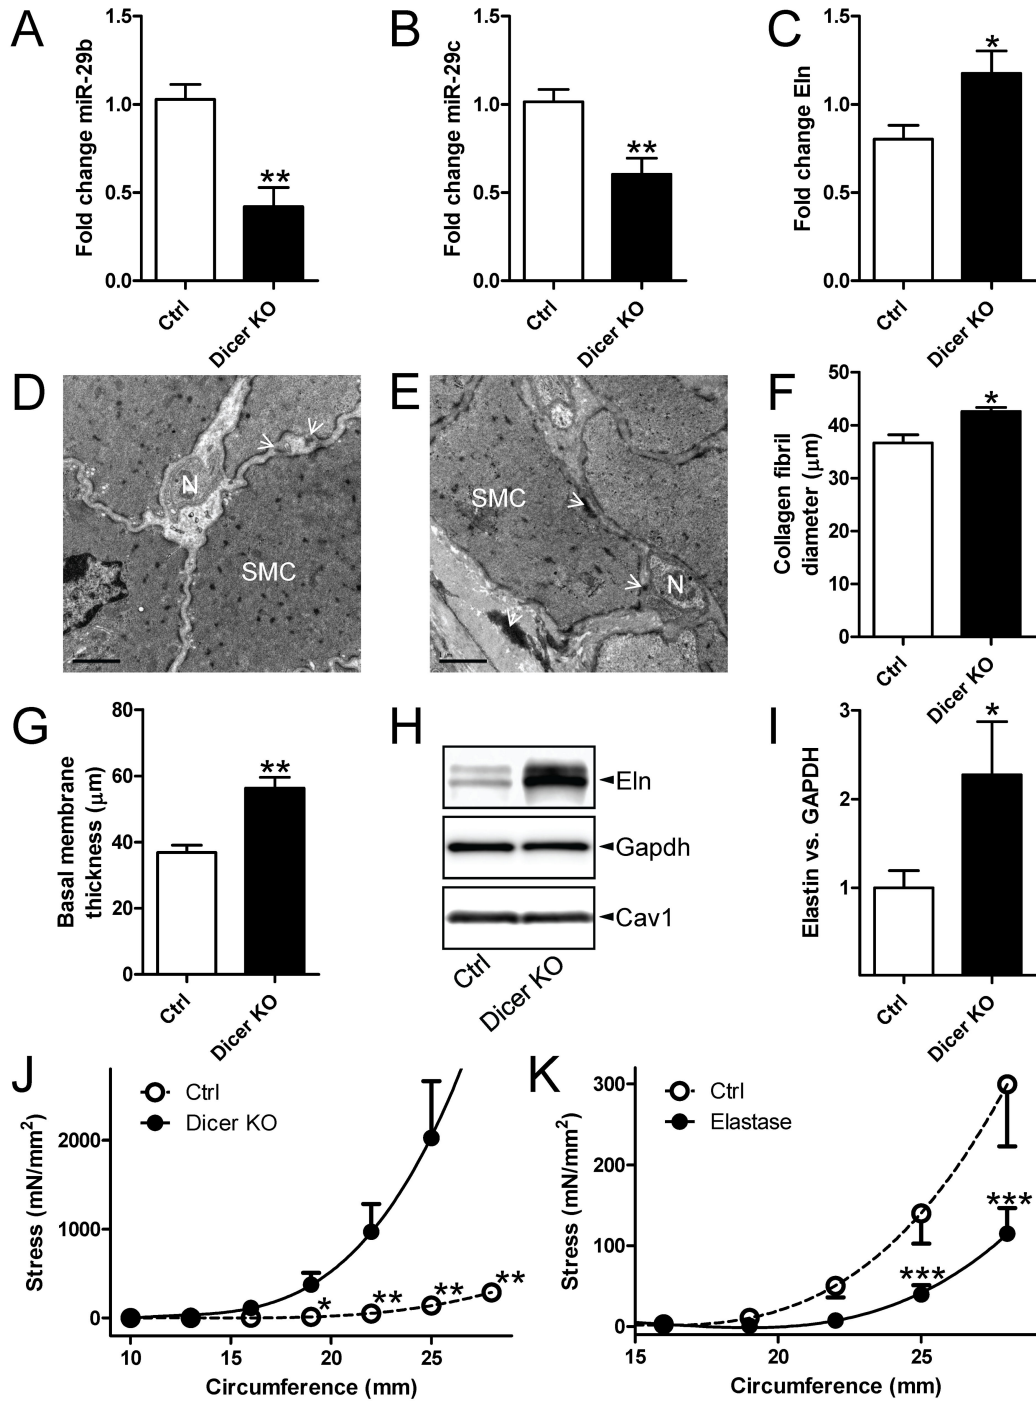 A
Fold change miR-29b
1.5
1.0
0.5
0.0
**
Ctrl
Dicer KO
B
Fold change miR-29c
1.5
1.0
0.5
0.0
**
Ctrl
Dicer KO
C
Fold change Eln
1.5
1.0
0.5
0.0
*
Ctrl
Dicer KO
D
N
SMC
E
SMC
N
F
Collagen fibril
diameter (μm)
50
40
30
20
10
0
*
Ctrl
Dicer KO
G
Basal membrane
thickness (μm)
80
60
40
20
0
**
Ctrl
Dicer KO
H
Eln
Gapdh
Cav1
Ctrl
Dicer KO
I
Elastin vs. GAPDH
3
2
1
*
Ctrl
Dicer KO
J
Ctrl
Dicer KO
Stress (mN/mm²)
2000
1000
0
* ** ** **
10 15 20 25
Circumference (mm)
K
Ctrl
Elastase
Stress (mN/mm²)
300
200
100
0
*** ***
15 20 25
Circumference (mm)